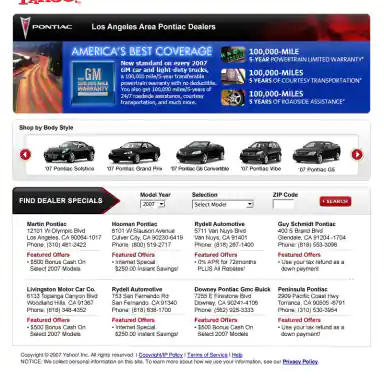 YAHOO!
PONTIAC
Los Angeles Area Pontiac Dealers
AMERICA'S BEST COVERAGE
New standard on every 2007
GM car and light-duty trucks,
a 100,000 mile/5-year transferable
powertrain warranty with no deductible.
You also get 100,000 miles/5-years of
24/7 roadside assistance, courtesy
transportation, and much more.
GM
100,000-MILE
5-YEAR POWERTRAIN LIMITED WARRANTY*
100,000-MILES
5 YEARS OF COURTESY TRANSPORTATION*
100,000-MILES
5 YEARS OF ROADSIDE ASSISTANCE*
Shop by Body Style
'07 Pontiac Solstice
'07 Pontiac Grand Prix
'07 Pontiac G6 Convertible
'07 Pontiac Vibe
'07 Pontiac G5
FIND DEALER SPECIALS
Model Year
2007
Selection
Select Model
ZIP Code
SEARCH
Martin Pontiac
12101 W Olympic Blvd
Los Angeles, CA 90064-1017
Phone: (310) 481-2422
Featured Offers
• $500 Bonus Cash On
Select 2007 Models
Hooman Pontiac
6101 W Slauson Avenue
Culver City, CA 90230-6419
Phone: (800) 519-2717
Featured Offers
• Internet Special
$250.00 Instant Savings!
Rydell Automotive
5711 Van Nuys Blvd
Van Nuys, CA 91401
Phone: (818) 267-1400
Featured Offers
• 0% APR for 72months
PLUS All Rebates!
Guy Schmidt Pontiac
400 S Brand Blvd
Glendale, CA 91204-1704
Phone: (818) 553-3098
Featured Offers
• Use your tax refund as a
down payment!
Livingston Motor Car Co.
6133 Topanga Canyon Blvd
Woodland Hills, CA 91367
Phone: (818) 348-4352
Featured Offers
• $500 Bonus Cash On
Select 2007 Models
Rydell Automotive
753 San Fernando Rd
San Fernando, CA 91340
Phone: (818) 838-1700
Featured Offers
• Internet Special
$250.00 Instant Savings!
Downey Pontiac Gmc Buick
7255 E Firestone Blvd
Downey, CA 90241-4106
Phone: (562) 928-3333
Featured Offers
• $500 Bonus Cash On
Select 2007 Models
Peninsula Pontiac
2909 Pacific Coast Hwy
Torrance, CA 90505-6791
Phone: (310) 530-3954
Featured Offers
• Use your tax refund as a
down payment!
Copyright © 2007 Yahoo! Inc. All rights reserved. | Copyright/IP Policy | Terms of Service | Help
NOTICE: We collect personal information on this site. To learn more about how we use your information, see our Privacy Policy.